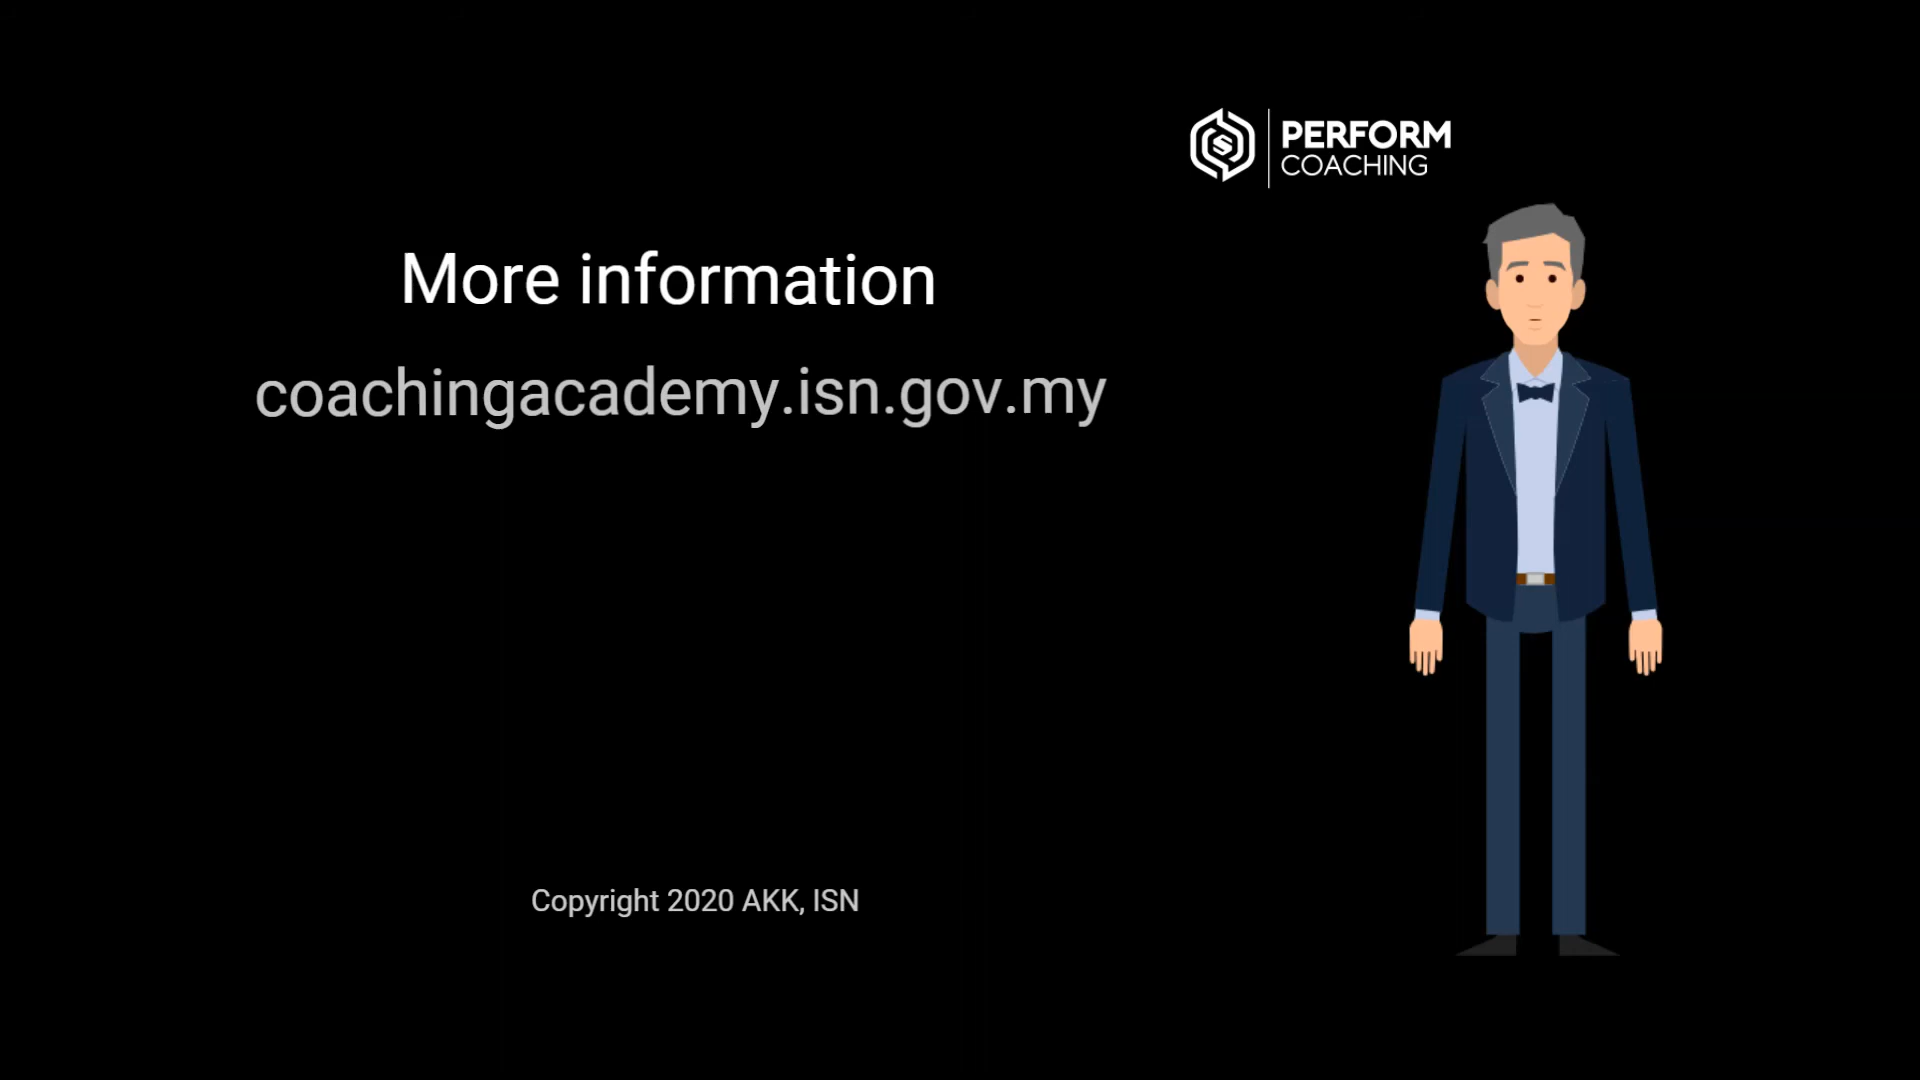 PERFORM
COACHING
More information
coachingacademy.isn.gov.my
Copyright 2020 AKK, ISN